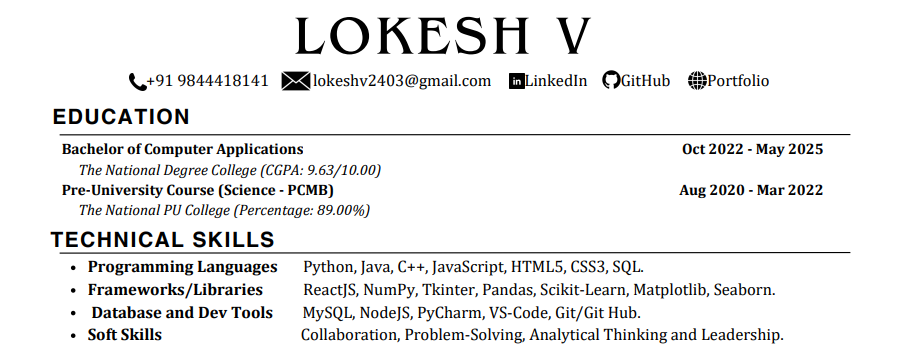 LOKESH V
+91 9844418141 lokeshv2403@gmail.com in LinkedIn GitHub Portfolio
EDUCATION
Bachelor of Computer Applications Oct 2022 - May 2025
The National Degree College (CGPA: 9.63/10.00)
Pre-University Course (Science - PCMB) Aug 2020 - Mar 2022
The National PU College (Percentage: 89.00%)
TECHNICAL SKILLS
• Programming Languages Python, Java, C++, JavaScript, HTML5, CSS3, SQL.
• Frameworks/Libraries ReactJS, NumPy, Tkinter, Pandas, Scikit-Learn, Matplotlib, Seaborn.
• Database and Dev Tools MySQL, NodeJS, PyCharm, VS-Code, Git/Git Hub.
• Soft Skills Collaboration, Problem-Solving, Analytical Thinking and Leadership.